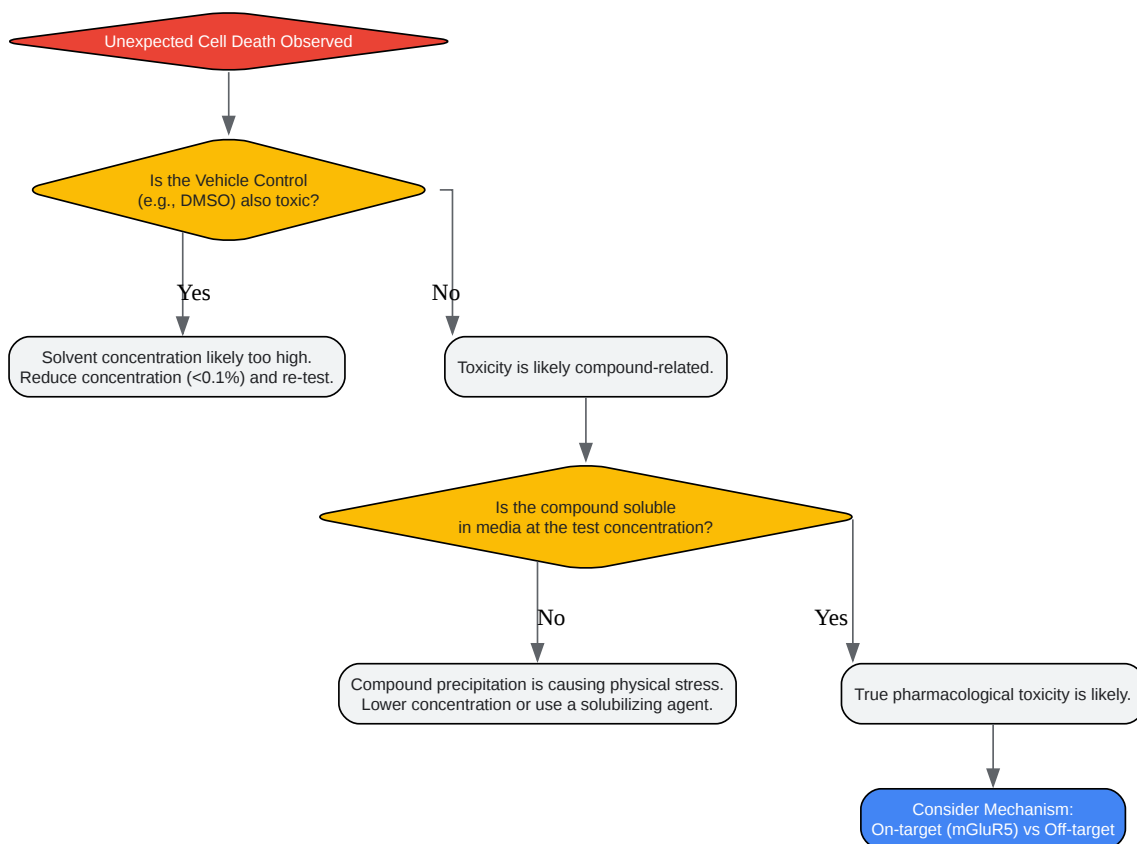 Unexpected Cell Death Observed
Is the Vehicle Control
(e.g., DMSO) also toxic?
Yes
No
Solvent concentration likely too high.
Reduce concentration (<0.1%) and re-test.
Toxicity is likely compound-related.
Is the compound soluble
in media at the test concentration?
No
Yes
Compound precipitation is causing physical stress.
Lower concentration or use a solubilizing agent.
True pharmacological toxicity is likely.
Consider Mechanism:
On-target (mGluR5) vs Off-target